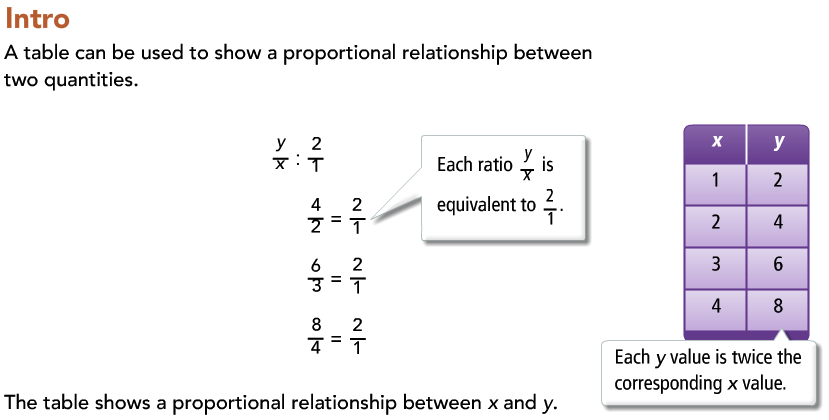 Intro
A table can be used to show a proportional relationship between
two quantities.
y/x : 2/1
4/2 = 2/1
6/3 = 2/1
8/4 = 2/1
Each ratio y/x is
equivalent to 2/1.
x y
1 2
2 4
3 6
4 8
Each y value is twice the
corresponding x value.
The table shows a proportional relationship between x and y.